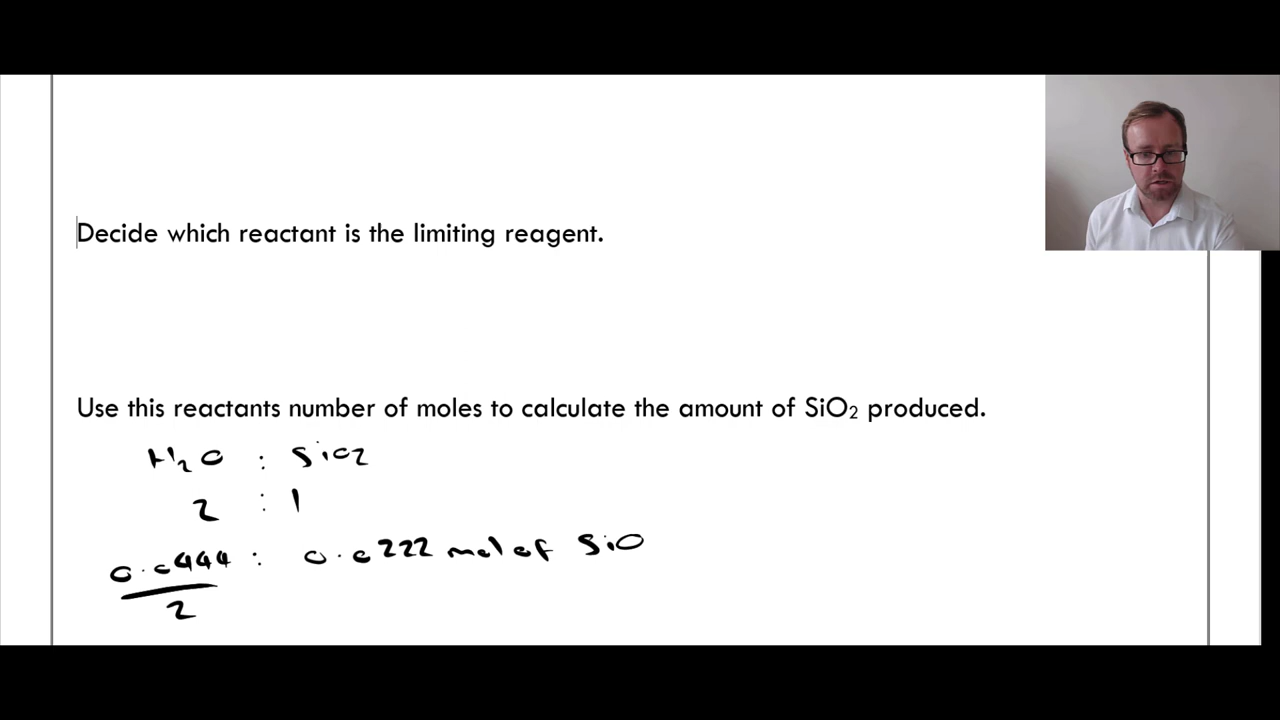 Decide which reactant is the limiting reagent.
Use this reactants number of moles to calculate the amount of SiO₂ produced.
H₂O : SiO2
2 : 1
0.0444 : 0.0222 mol of SiO
2